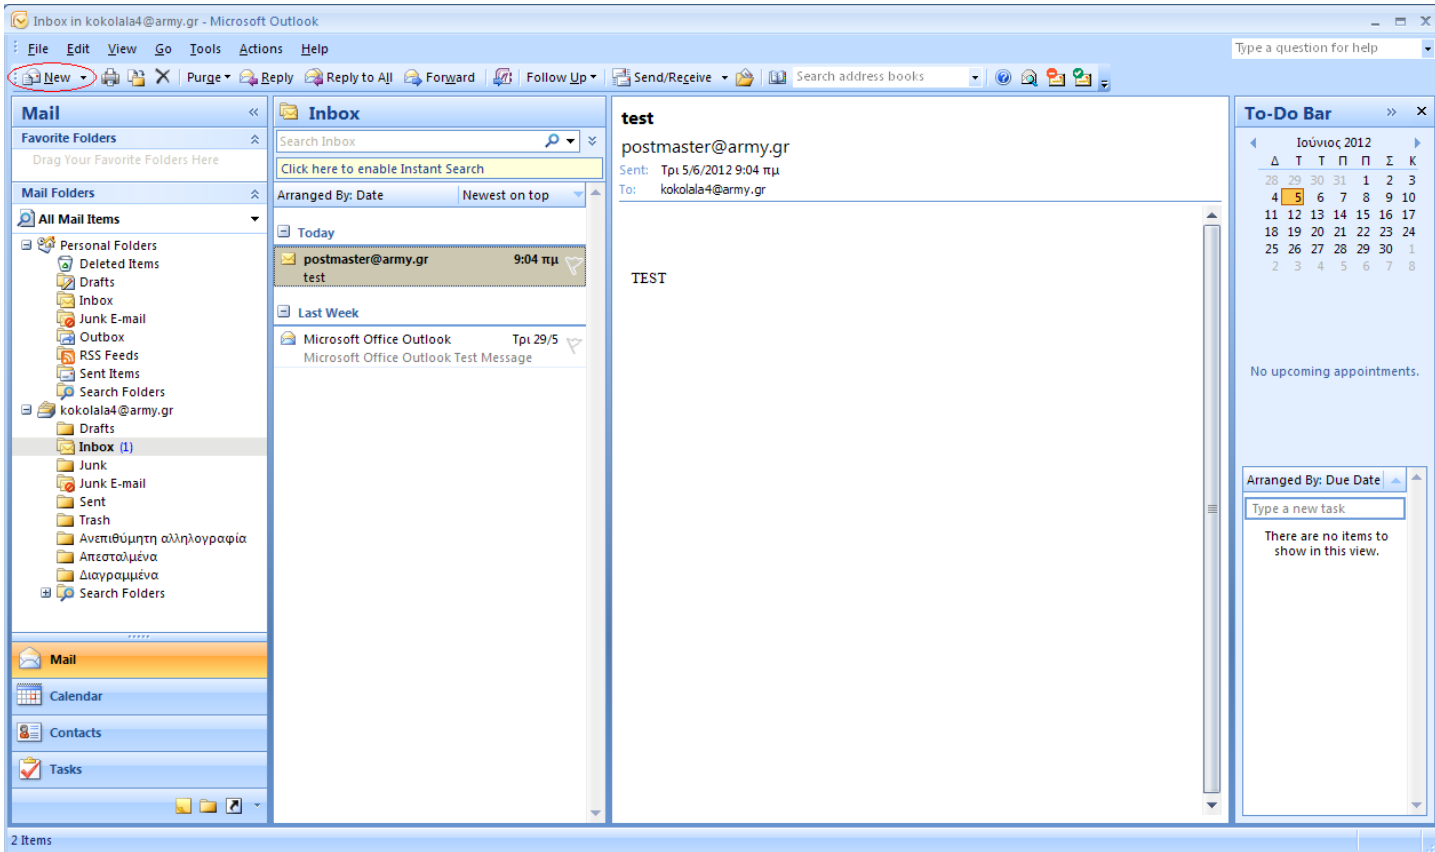 Inbox in kokolala4@army.gr - Microsoft Outlook
File Edit View Go Tools Actions Help
Type a question for help
New Purge Reply Reply to All Forward Follow Up Send/Receive Search address books
Mail
Favorite Folders
Drag Your Favorite Folders Here
Mail Folders
All Mail Items
Personal Folders
Deleted Items
Drafts
Inbox
Junk E-mail
Outbox
RSS Feeds
Sent Items
Search Folders
kokolala4@army.gr
Drafts
Inbox (1)
Junk
Junk E-mail
Sent
Trash
Ανεπιθύμητη αλληλογραφία
Απεσταλμένα
Διαγραμμένα
Search Folders
Mail
Calendar
Contacts
Tasks
Inbox
Search Inbox
Click here to enable Instant Search
Arranged By: Date Newest on top
Today
postmaster@army.gr 9:04 πμ
test
Last Week
Microsoft Office Outlook Τρι 29/5
Microsoft Office Outlook Test Message
test
postmaster@army.gr
Sent: Τρι 5/6/2012 9:04 πμ
To: kokolala4@army.gr
TEST
To-Do Bar
Ιούνιος 2012
Δ Τ Τ Π Π Σ Κ
28 29 30 31 1 2 3
4 5 6 7 8 9 10
11 12 13 14 15 16 17
18 19 20 21 22 23 24
25 26 27 28 29 30 1
2 3 4 5 6 7 8
No upcoming appointments.
Arranged By: Due Date
Type a new task
There are no items to
show in this view.
2 Items